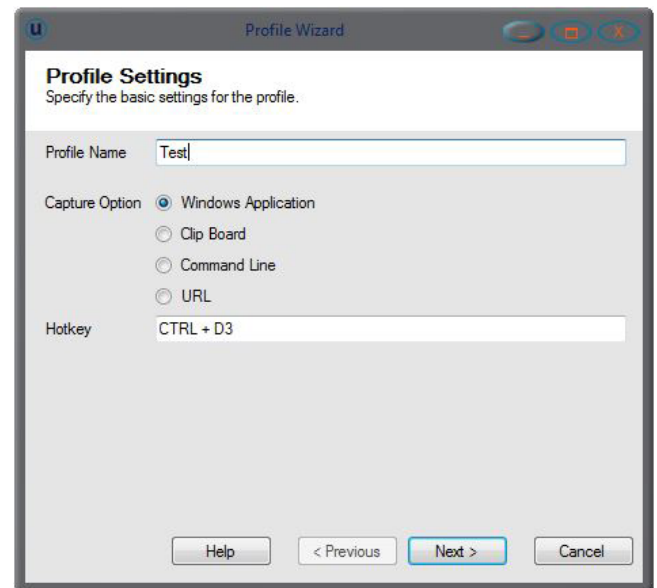 u Profile Wizard X
Profile Settings
Specify the basic settings for the profile.
Profile Name Test
Capture Option Windows Application
Clip Board
Command Line
URL
Hotkey CTRL + D3
Help < Previous Next > Cancel